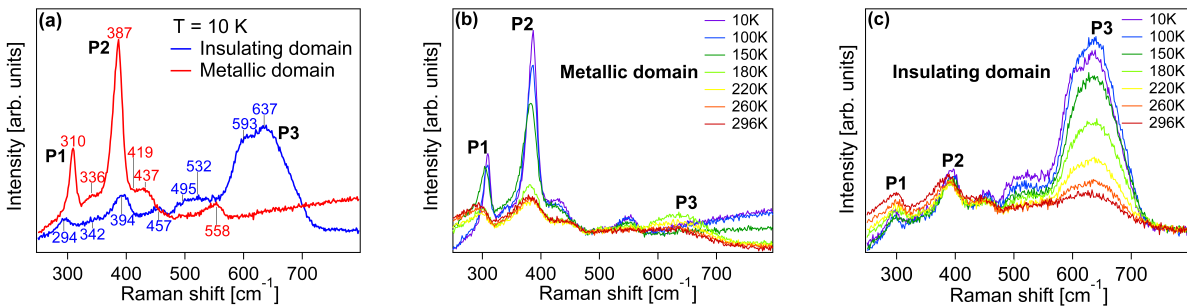 (a)
T = 10 K
Insulating domain
Metallic domain
387
P2
310
P1
336
419
437
495
532
593
637
P3
294
342
394
457
558
Intensity [arb. units]
300 400 500 600 700
Raman shift [cm-1]
(b)
P2
Metallic domain
P1
P3
10K
100K
150K
180K
220K
260K
296K
Intensity [arb. units]
300 400 500 600 700
Raman shift [cm-1]
(c)
P3
Insulating domain
P2
P1
10K
100K
150K
180K
220K
260K
296K
Intensity [arb. units]
300 400 500 600 700
Raman shift [cm-1]